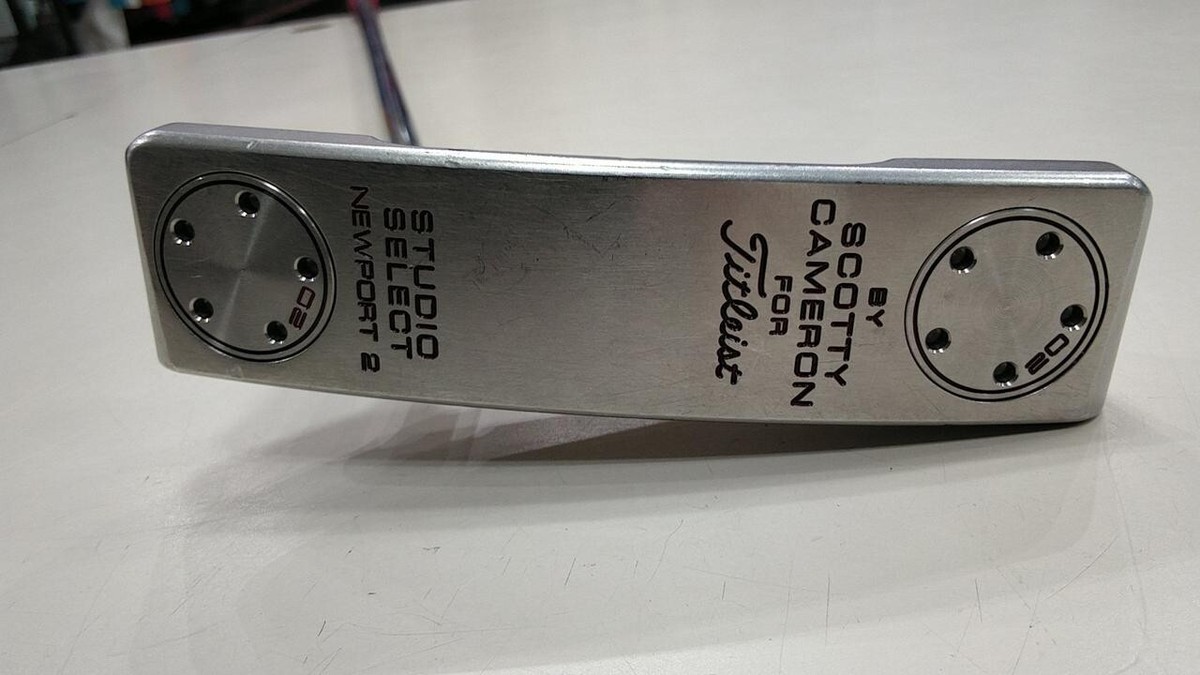 STUDIO
SELECT
NEWPORT 2
20
BY
SCOTTY
CAMERON
FOR
Titleist
20